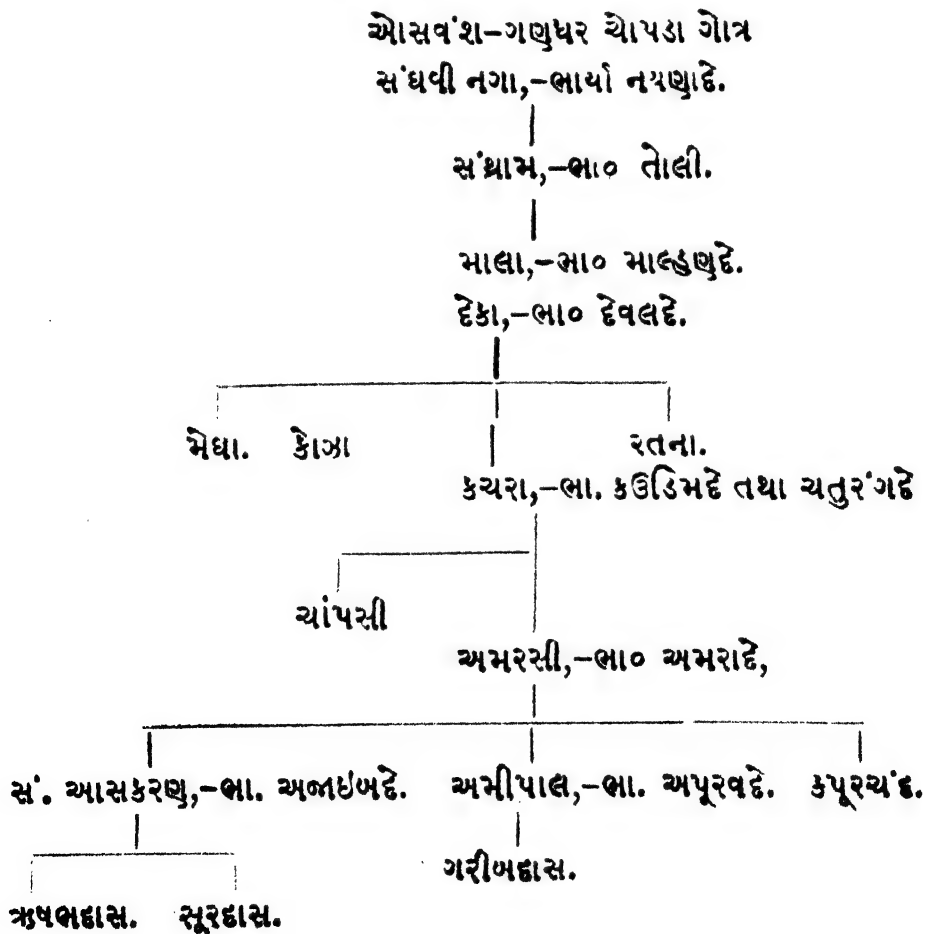 ઓસવંશ-ગણધર ચોપડા ગોત્ર
સંઘવી નગા,-ભાર્યા નયણાદે.
સંગ્રામ,-ભા૦ તોલી.
માલા,-ભા૦ માલ્હણદે.
દેકા,-ભા૦ દેવલદે.
મેઘા. કોઝા રતના.
કચરા,-ભા. કઉડિમદે તથા ચતુરંગદે
ચાંપસી
અમરસી,-ભા૦ અમરાદે,
સં. આસકરણ,-ભા. અજાઇબદે. અમીપાલ,-ભા. અપૂરવદે. કપૂરચંદ.
ગરીબદાસ.
ઋષભદાસ. સૂરદાસ.